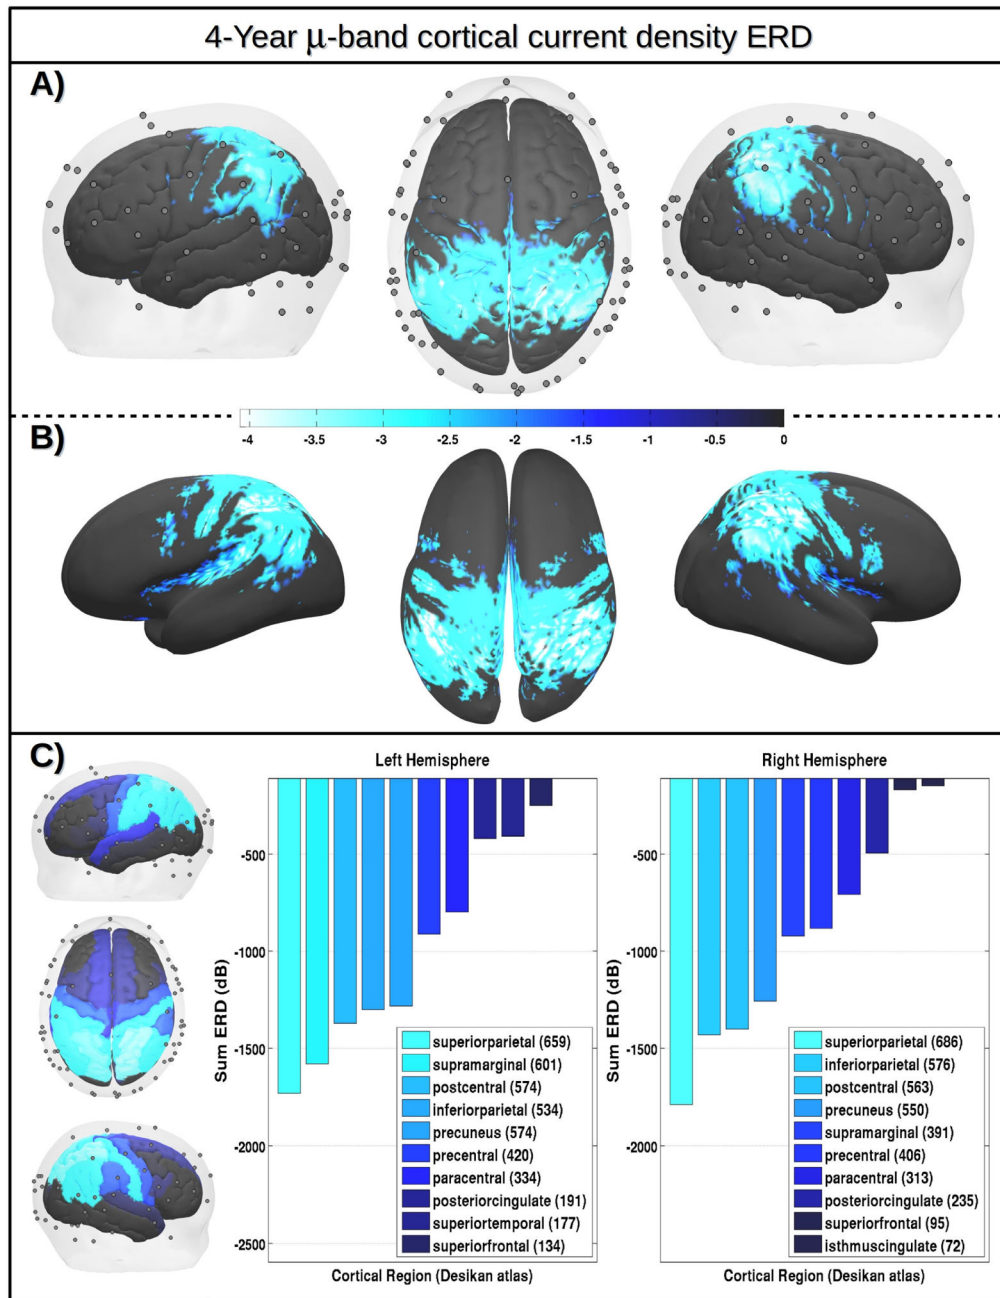 4-Year μ-band cortical current density ERD
A)
-4 -3.5 -3 -2.5 -2 -1.5 -1 -0.5 0
B)
C)
Left Hemisphere
Sum ERD (dB)
-500
-1000
-1500
-2000
-2500
superiorparietal (659)
supramarginal (601)
postcentral (574)
inferiorparietal (534)
precuneus (574)
precentral (420)
paracentral (334)
posteriorcingulate (191)
superiortemporal (177)
superiorfrontal (134)
Cortical Region (Desikan atlas)
Right Hemisphere
Sum ERD (dB)
-500
-1000
-1500
-2000
-2500
superiorparietal (686)
inferiorparietal (576)
postcentral (563)
precuneus (550)
supramarginal (391)
precentral (406)
paracentral (313)
posteriorcingulate (235)
superiorfrontal (95)
isthmuscingulate (72)
Cortical Region (Desikan atlas)